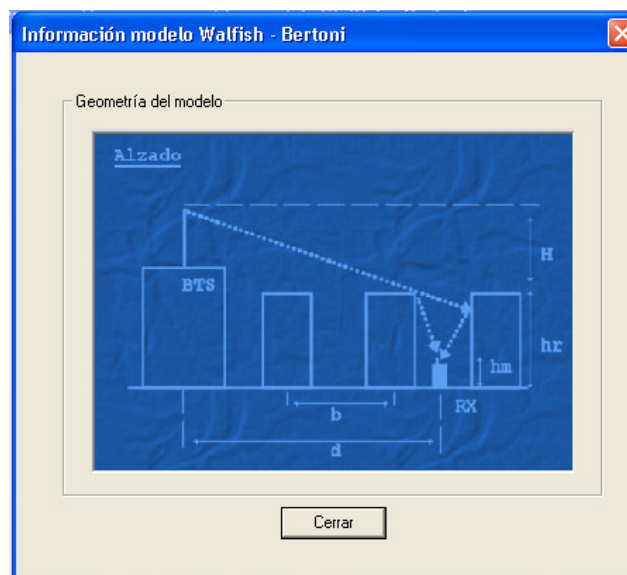 Información modelo Walfish - Bertoni
Geometría del modelo
Alzado
H
BTS
hr
hm
RX
b
d
Cerrar